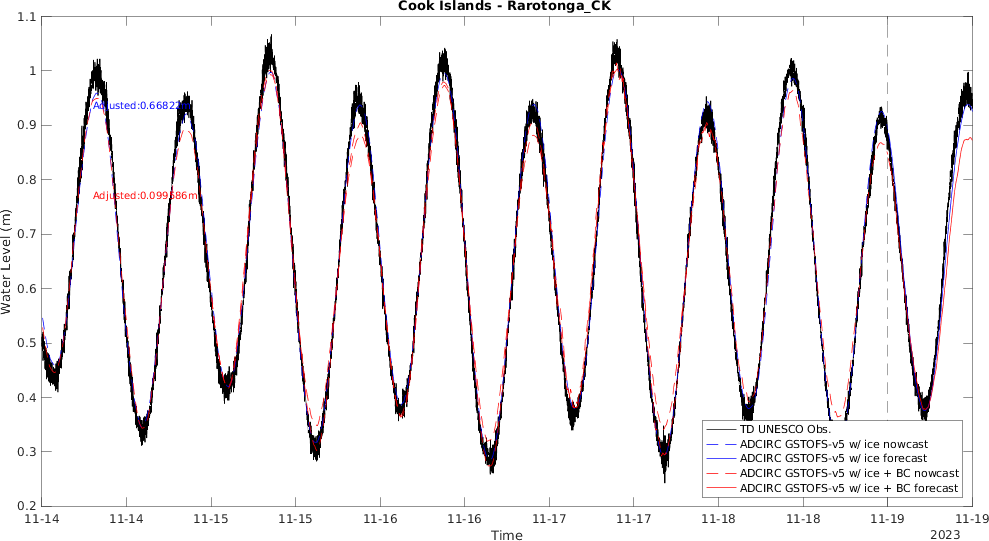 Cook Islands - Rarotonga_CK
1.1
1
0.9
0.8
0.7
0.6
0.5
0.4
0.3
0.2
Water Level (m)
Adjusted:0.099686m
TD UNESCO Obs.
ADCIRC GSTOFS-v5 w/ ice nowcast
ADCIRC GSTOFS-v5 w/ ice forecast
ADCIRC GSTOFS-v5 w/ ice + BC nowcast
ADCIRC GSTOFS-v5 w/ ice + BC forecast
11-14 11-14 11-15 11-15 11-16 11-16 11-17 11-17 11-18 11-18 11-19 11-19
Time
2023